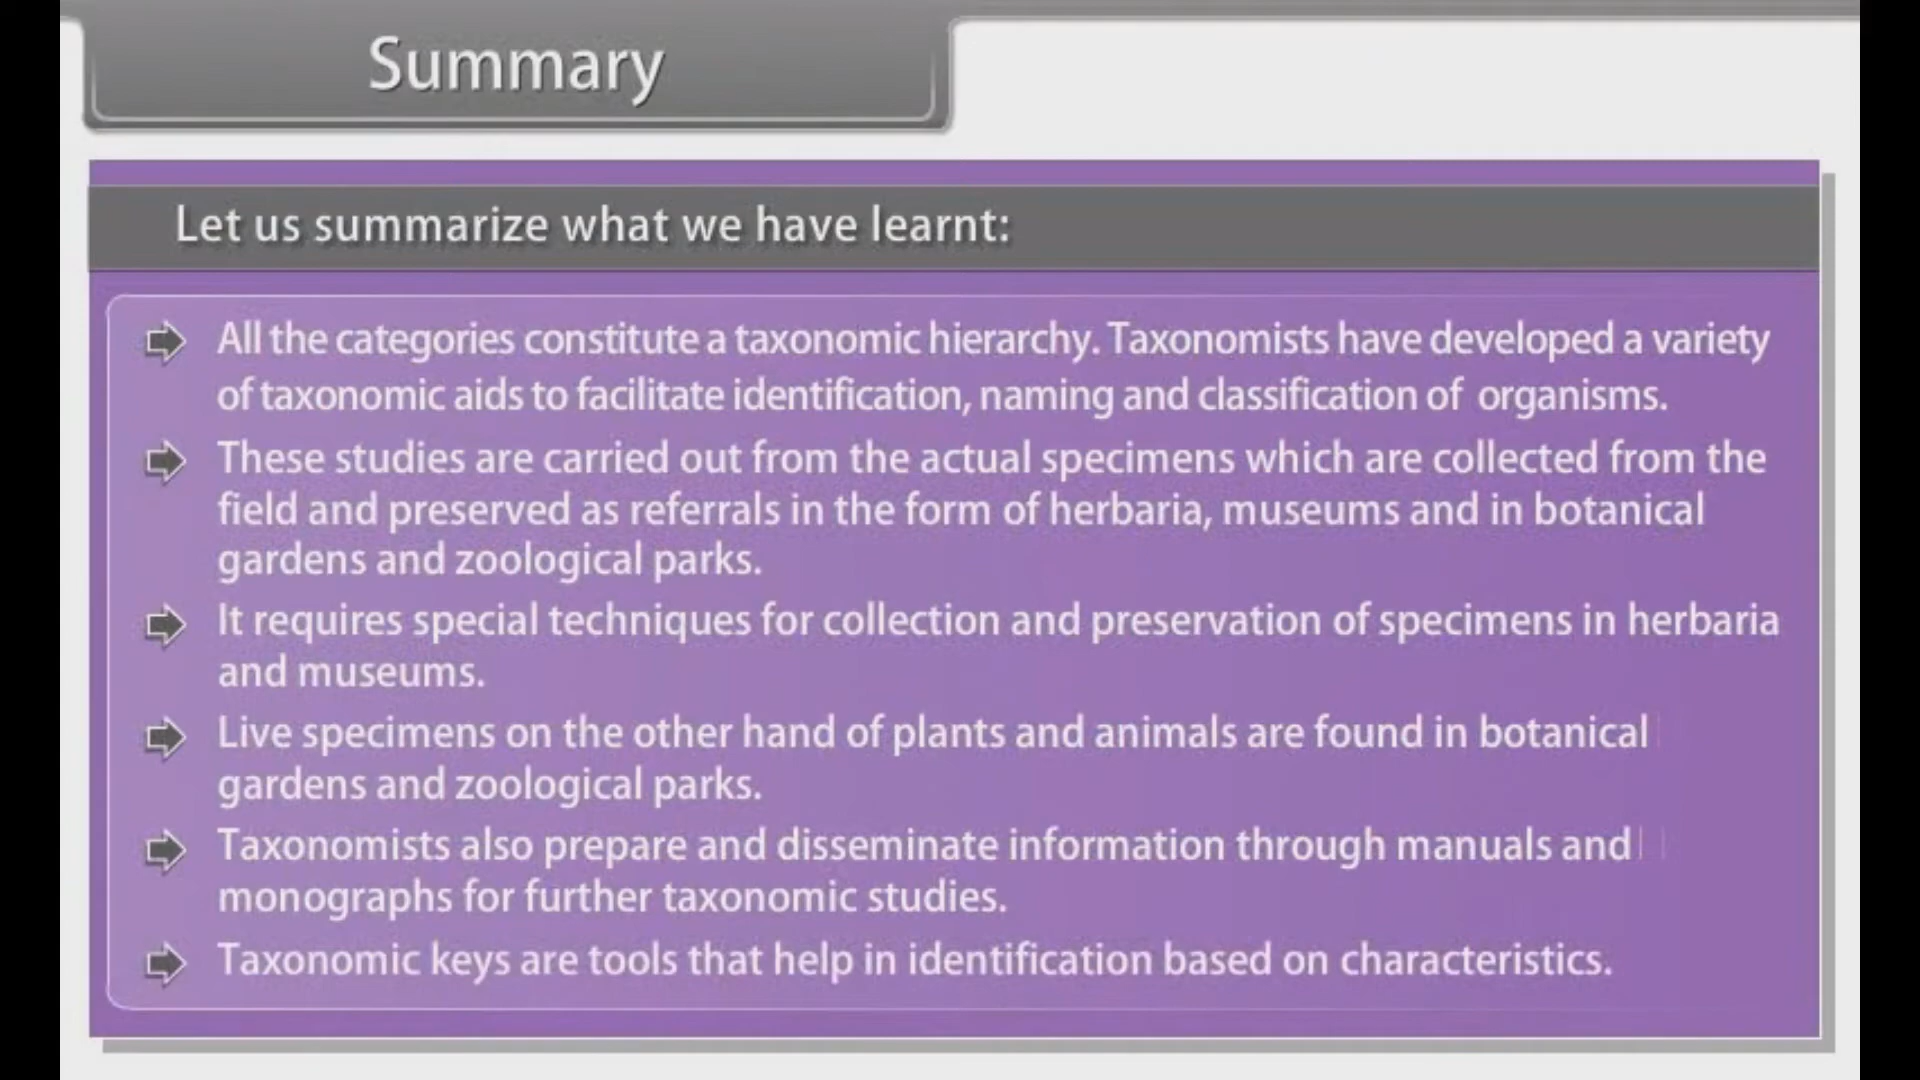 Summary
Let us summarize what we have learnt:
All the categories constitute a taxonomic hierarchy. Taxonomists have developed a variety
of taxonomic aids to facilitate identification, naming and classification of organisms.
These studies are carried out from the actual specimens which are collected from the
field and preserved as referrals in the form of herbaria, museums and in botanical
gardens and zoological parks.
It requires special techniques for collection and preservation of specimens in herbaria
and museums.
Live specimens on the other hand of plants and animals are found in botanical
gardens and zoological parks.
Taxonomists also prepare and disseminate information through manuals and
monographs for further taxonomic studies.
Taxonomic keys are tools that help in identification based on characteristics.